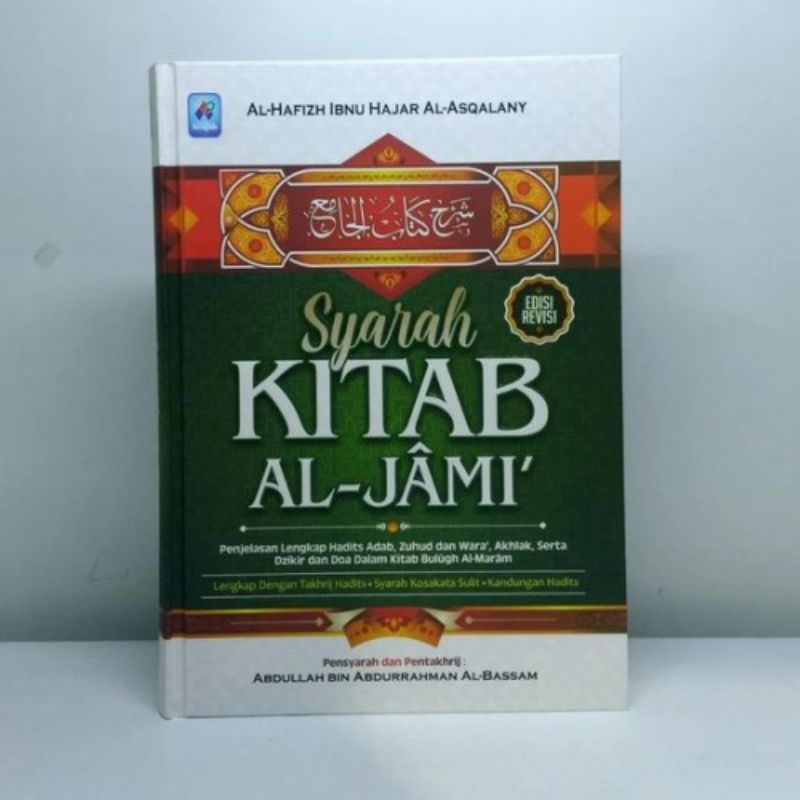 AL-HAFIZH IBNU HAJAR AL-ASQALANY
شرح كتاب الجامع
Syarah
EDISI
REVISI
KITAB
AL-JÂMI'
Penjelasan Lengkap Hadits Adab, Zuhud dan Wara', Akhlak, Serta
Dzikir dan Doa Dalam Kitab Bulûgh Al-Marâm
Lengkap Dengan Takhrij Hadits • Syarah Kosakata Sulit • Kandungan Hadits
Pensyarah dan Pentakhrij :
ABDULLAH BIN ABDURRAHMAN AL-BASSAM